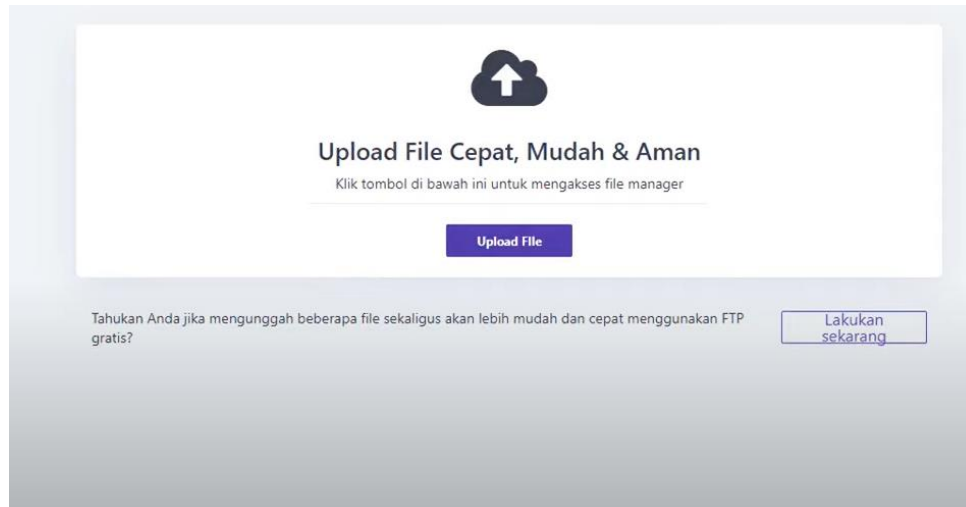 Upload File Cepat, Mudah & Aman
Klik tombol di bawah ini untuk mengakses file manager
Upload FIle
Tahukan Anda jika mengunggah beberapa file sekaligus akan lebih mudah dan cepat menggunakan FTP
gratis?
Lakukan
sekarang